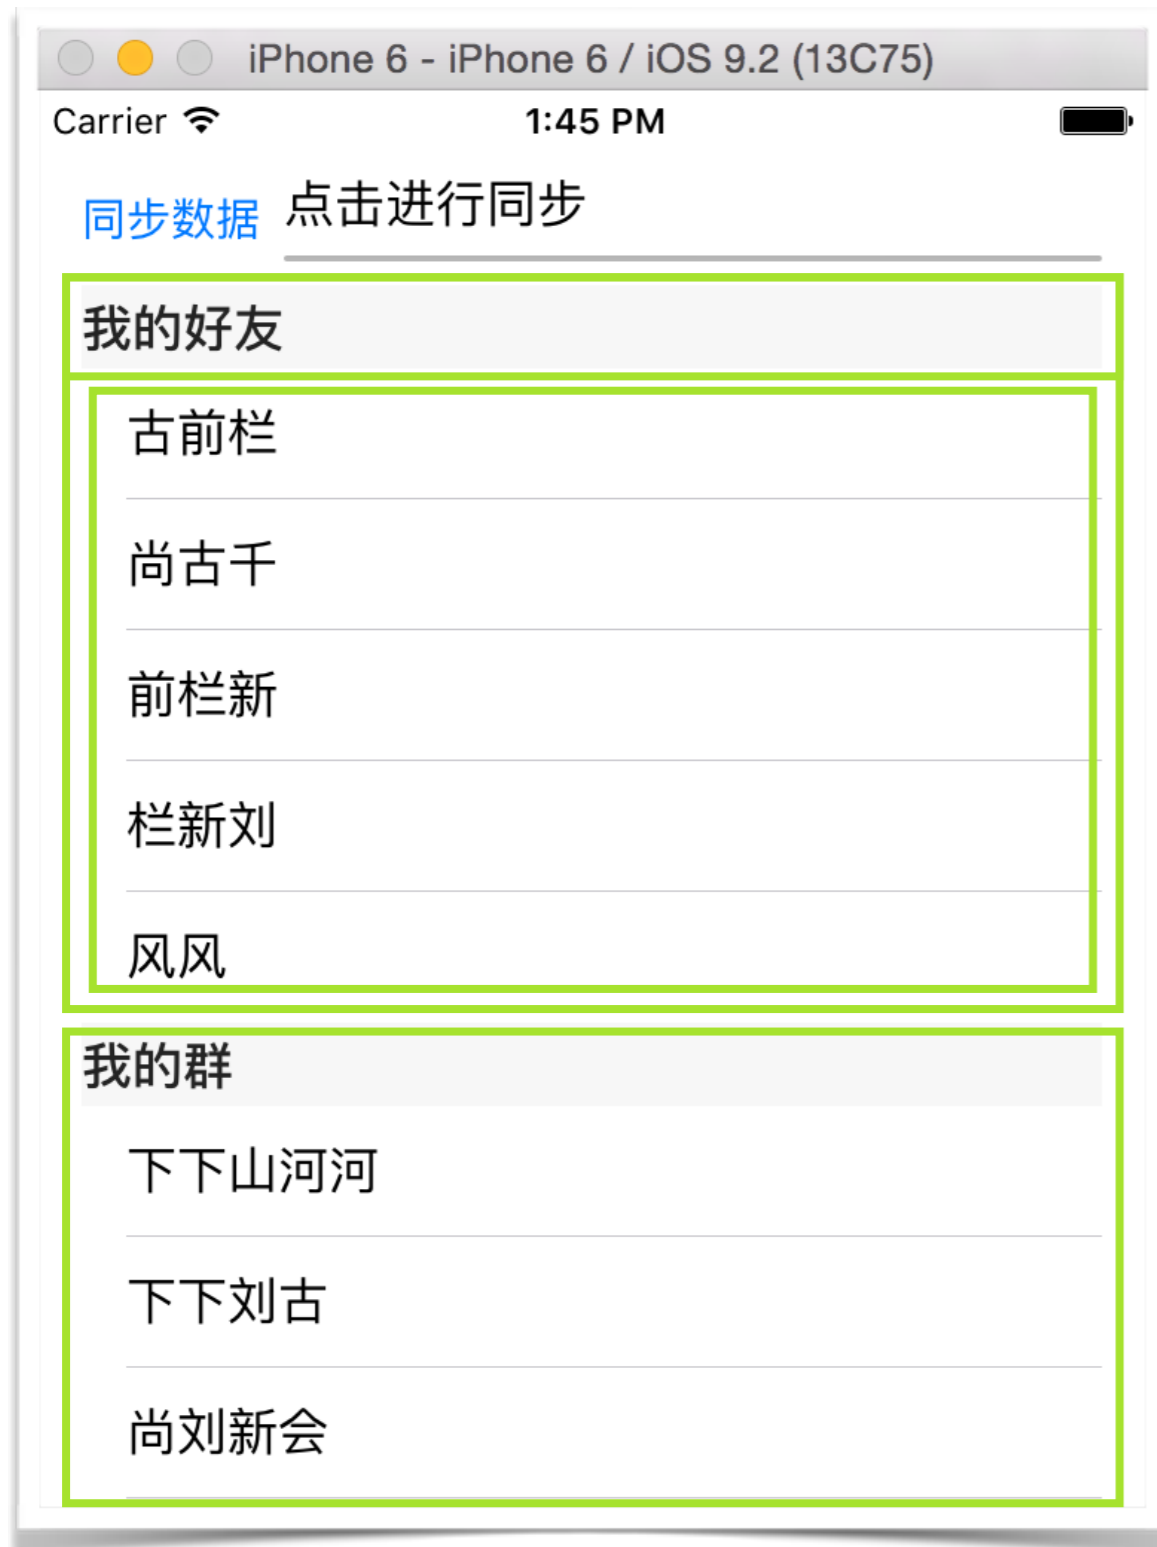 iPhone 6 - iPhone 6 / iOS 9.2 (13C75)
Carrier 1:45 PM
同步数据 点击进行同步
我的好友
古前栏
尚古千
前栏新
栏新刘
风风
我的群
下下山河河
下下刘古
尚刘新会